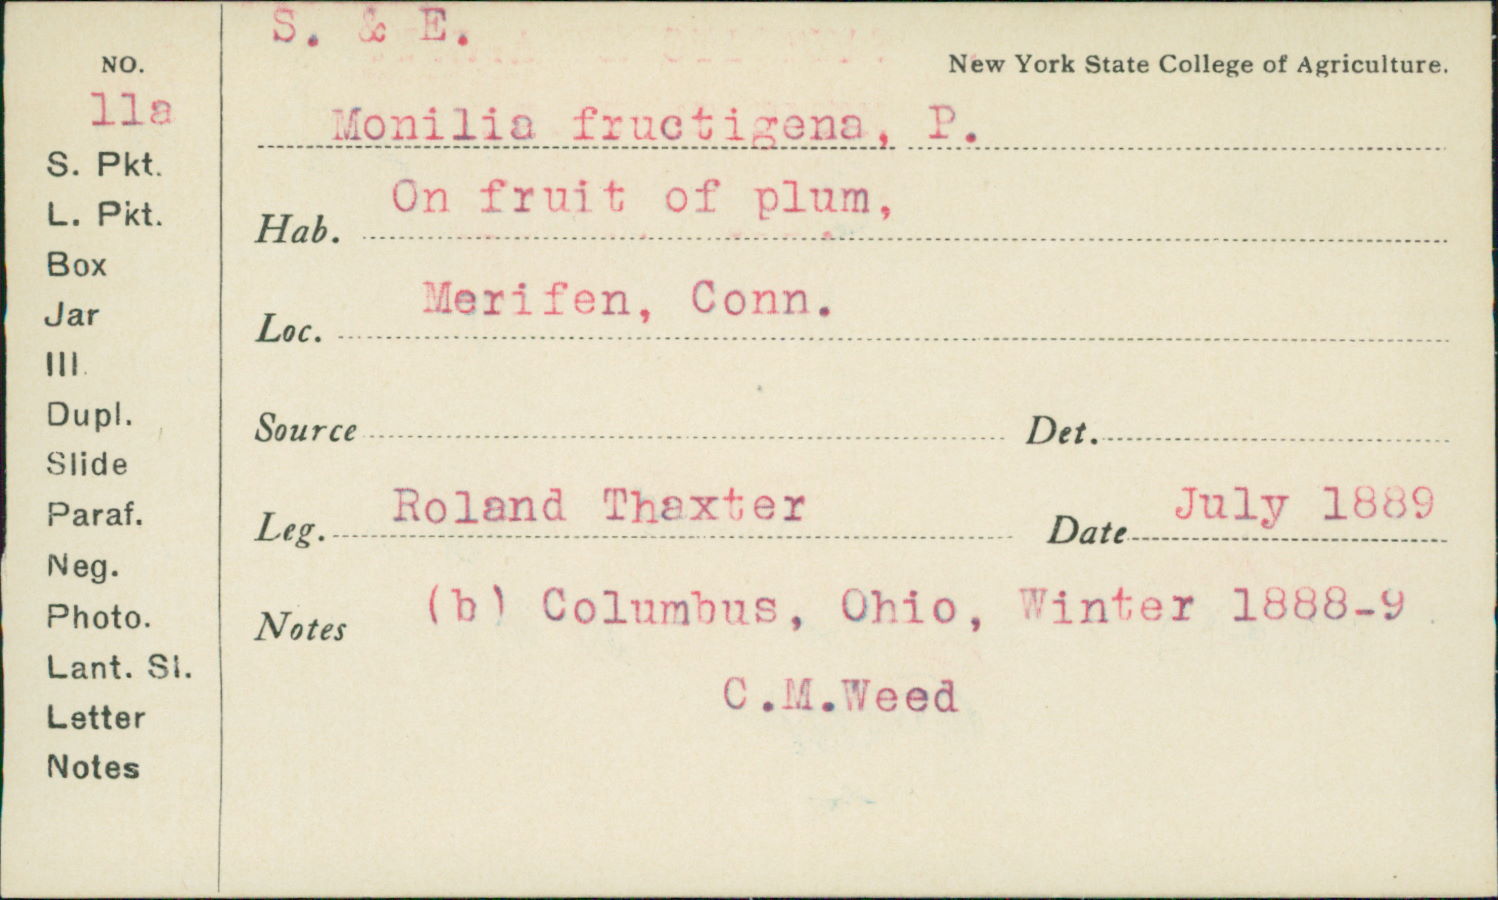 S. & E.
NO.
New York State College of Agriculture.
11a
Monilia fructigena, P.
S. Pkt.
On fruit of plum,
L. Pkt.
Hab.
Box
Merifen, Conn.
Jar
Loc.
Ill.
Dupl.
Source Det.
Slide
Roland Thaxter July 1889
Paraf.
Leg. Date
Neg.
(b) Columbus, Ohio, Winter 1888-9
Photo.
Notes
Lant. Sl.
C.M.Weed
Letter
Notes